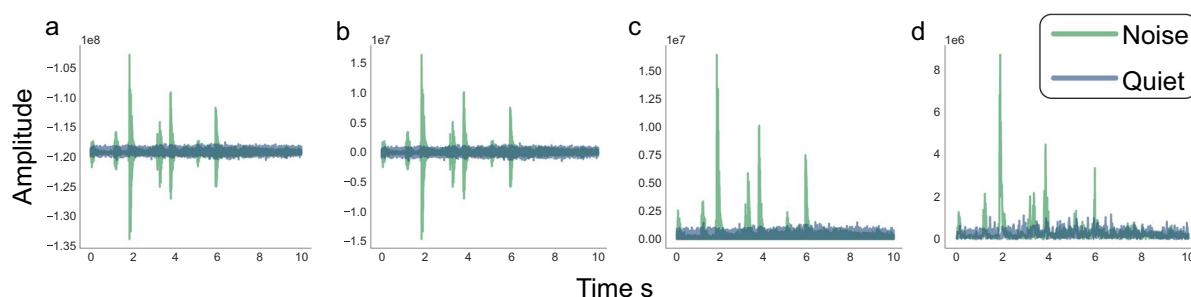 a b c d
Noise
Quiet
Amplitude
1e8
−1.05
−1.10
−1.15
−1.20
−1.25
−1.30
−1.35
0 2 4 6 8 10
1e7
1.5
1.0
0.5
0.0
−0.5
−1.0
−1.5
0 2 4 6 8 10
1e7
1.50
1.25
1.00
0.75
0.50
0.25
0.00
0 2 4 6 8 10
1e6
8
6
4
2
0
0 2 4 6 8 10
Time s